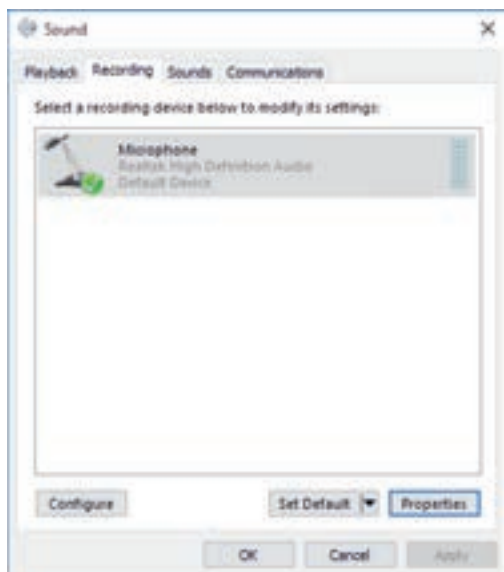 Sound
Playback Recording Sounds Communications
Select a recording device below to modify its settings:
Microphone
Realtek High Definition Audio
Default Device
Configure Set Default Properties
OK Cancel Apply